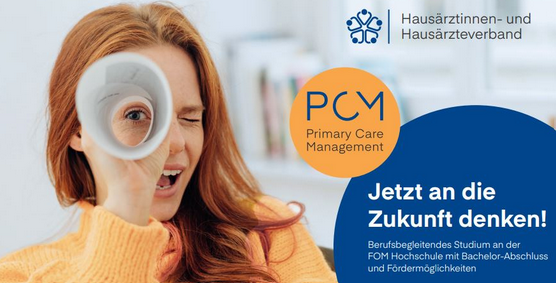 Hausärztinnen- und
Hausärzteverband
PCM
Primary Care
Management
Jetzt an die
Zukunft denken!
Berufsbegleitendes Studium an der
FOM Hochschule mit Bachelor-Abschluss
und Fördermöglichkeiten